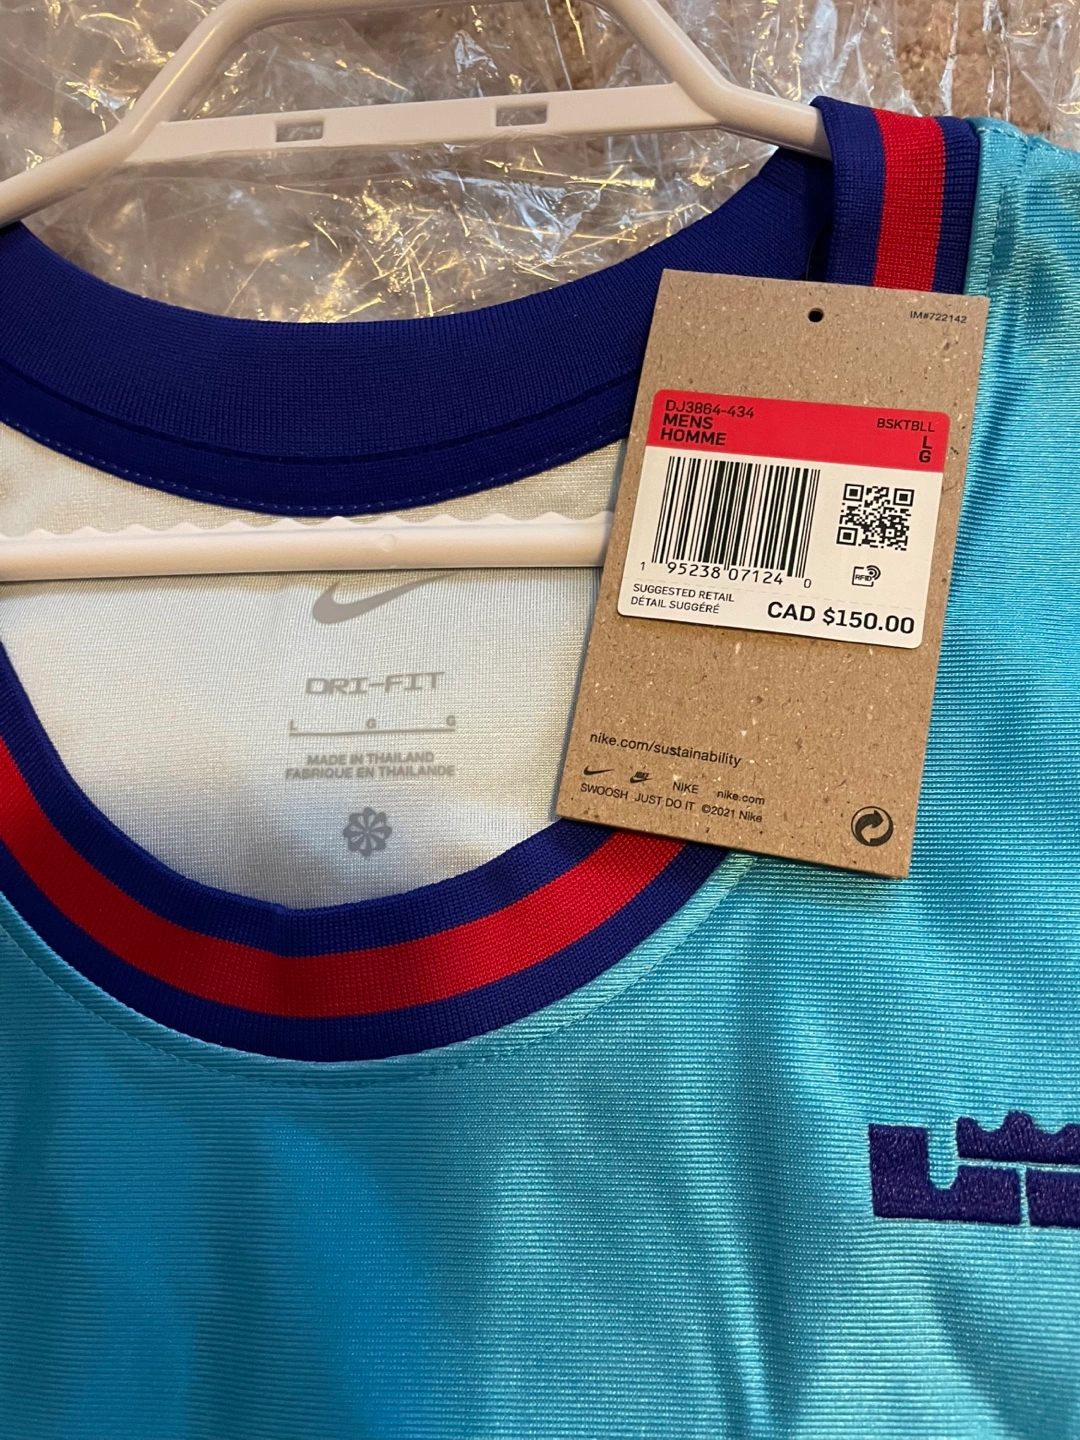 IM#722142
DJ3864-434
BSKTBLL
MENS
L
HOMME
G
1 95238 07124 0
RFID
SUGGESTED RETAIL
DÉTAIL SUGGÉRÉ
CAD $150.00
nike.com/sustainability
NIKE nike.com
SWOOSH JUST DO IT ©2021 Nike
DRI-FIT
L G G
MADE IN THAILAND
FABRIQUE EN THAILANDE